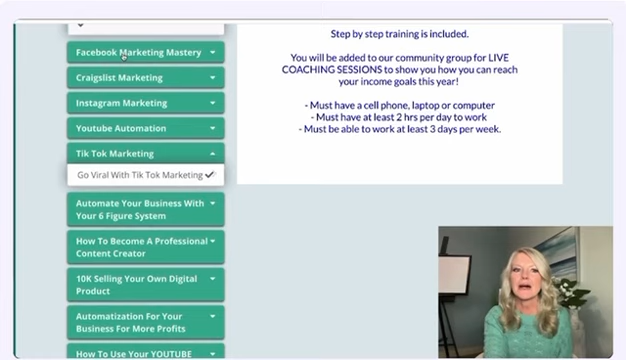 Facebook Marketing Mastery
Craigslist Marketing
Instagram Marketing
Youtube Automation
Tik Tok Marketing
Go Viral With Tik Tok Marketing
Automate Your Business With
Your 6 Figure System
How To Become A Professional
Content Creator
10K Selling Your Own Digital
Product
Automatization For Your
Business For More Profits
How To Use Your YOUTUBE
Step by step training is included.
You will be added to our community group for LIVE
COACHING SESSIONS to show you how you can reach
your income goals this year!
- Must have a cell phone, laptop or computer
- Must have at least 2 hrs per day to work
- Must be able to work at least 3 days per week.